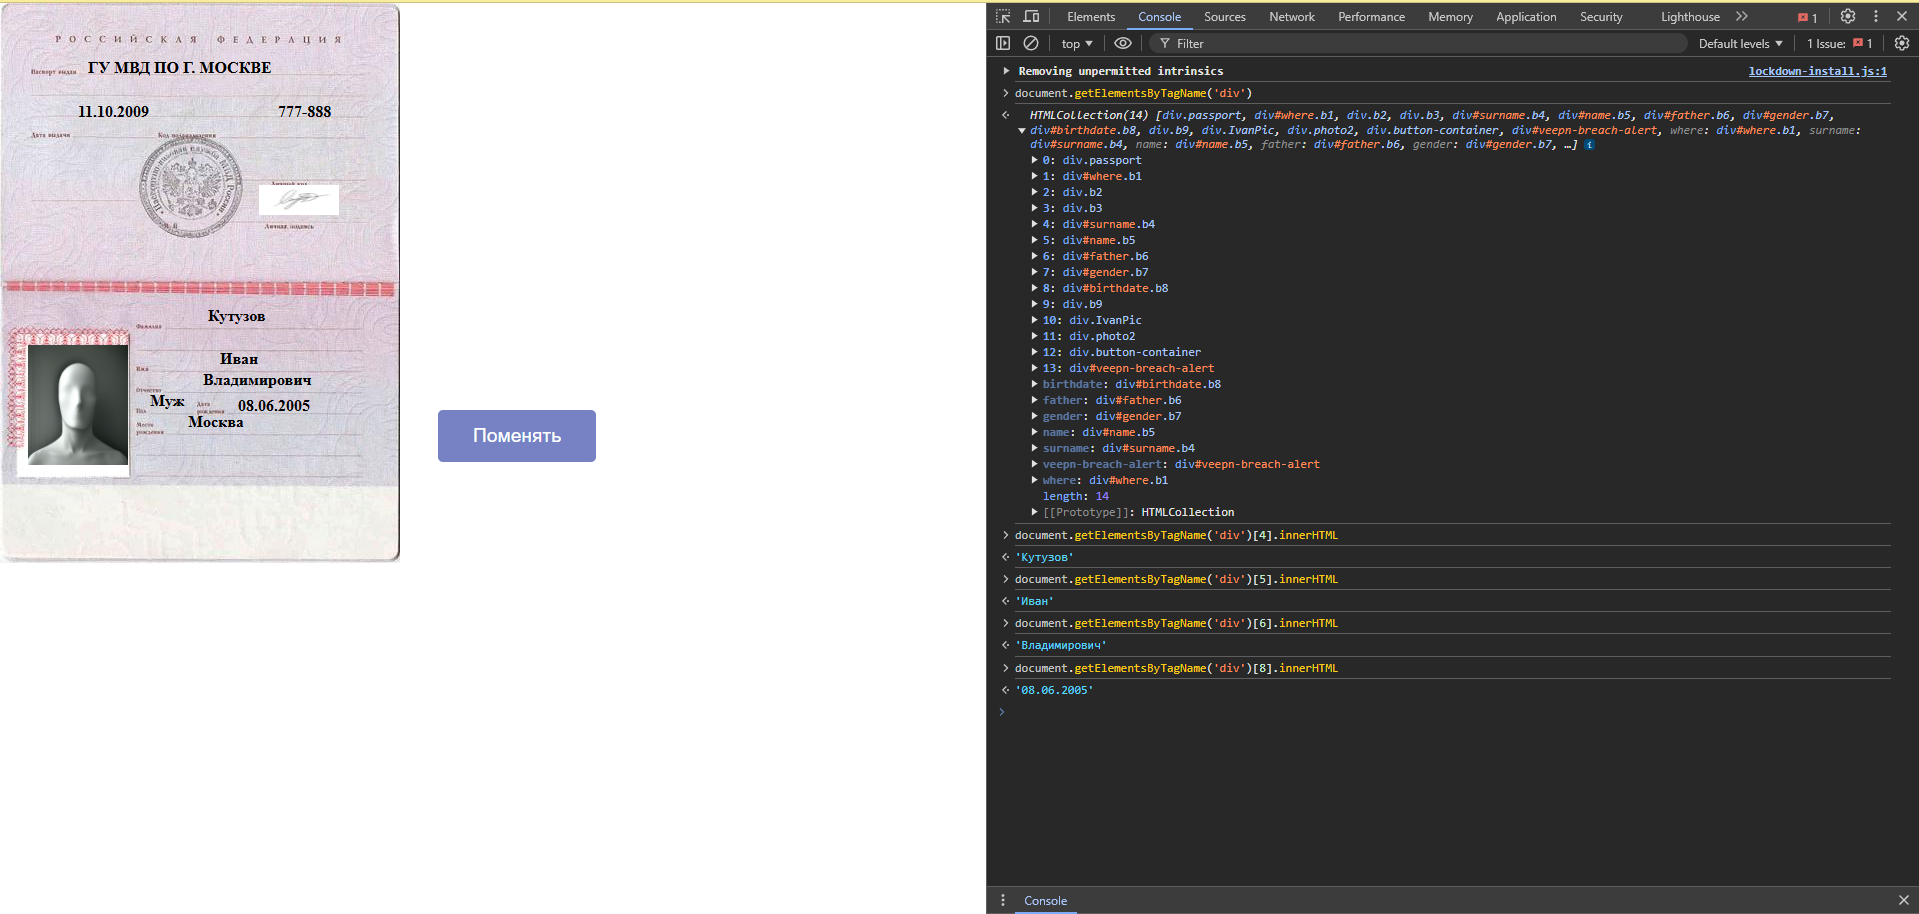 РОССИЙСКАЯ ФЕДЕРАЦИЯ
Паспорт выдан ГУ МВД ПО Г. МОСКВЕ
11.10.2009 777-888
Дата выдачи Код подразделения
Личный код
Личная подпись
Кутузов
Фамилия
Иван
Имя
Владимирович
Отчество
Муж
Пол Дата рождения 08.06.2005
Место рождения Москва
Поменять
Elements Console Sources Network Performance Memory Application Security Lighthouse 1
top Filter Default levels 1 Issue: 1
Removing unpermitted intrinsics lockdown-install.js:1
document.getElementsByTagName('div')
HTMLCollection(14) [div.passport, div#where.b1, div.b2, div.b3, div#surname.b4, div#name.b5, div#father.b6, div#gender.b7,
div#birthdate.b8, div.b9, div.IvanPic, div.photo2, div.button-container, div#veepn-breach-alert, where: div#where.b1, surname:
div#surname.b4, name: div#name.b5, father: div#father.b6, gender: div#gender.b7, …] i
0: div.passport
1: div#where.b1
2: div.b2
3: div.b3
4: div#surname.b4
5: div#name.b5
6: div#father.b6
7: div#gender.b7
8: div#birthdate.b8
9: div.b9
10: div.IvanPic
11: div.photo2
12: div.button-container
13: div#veepn-breach-alert
birthdate: div#birthdate.b8
father: div#father.b6
gender: div#gender.b7
name: div#name.b5
surname: div#surname.b4
veepn-breach-alert: div#veepn-breach-alert
where: div#where.b1
length: 14
[[Prototype]]: HTMLCollection
document.getElementsByTagName('div')[4].innerHTML
'Кутузов'
document.getElementsByTagName('div')[5].innerHTML
'Иван'
document.getElementsByTagName('div')[6].innerHTML
'Владимирович'
document.getElementsByTagName('div')[8].innerHTML
'08.06.2005'
Console